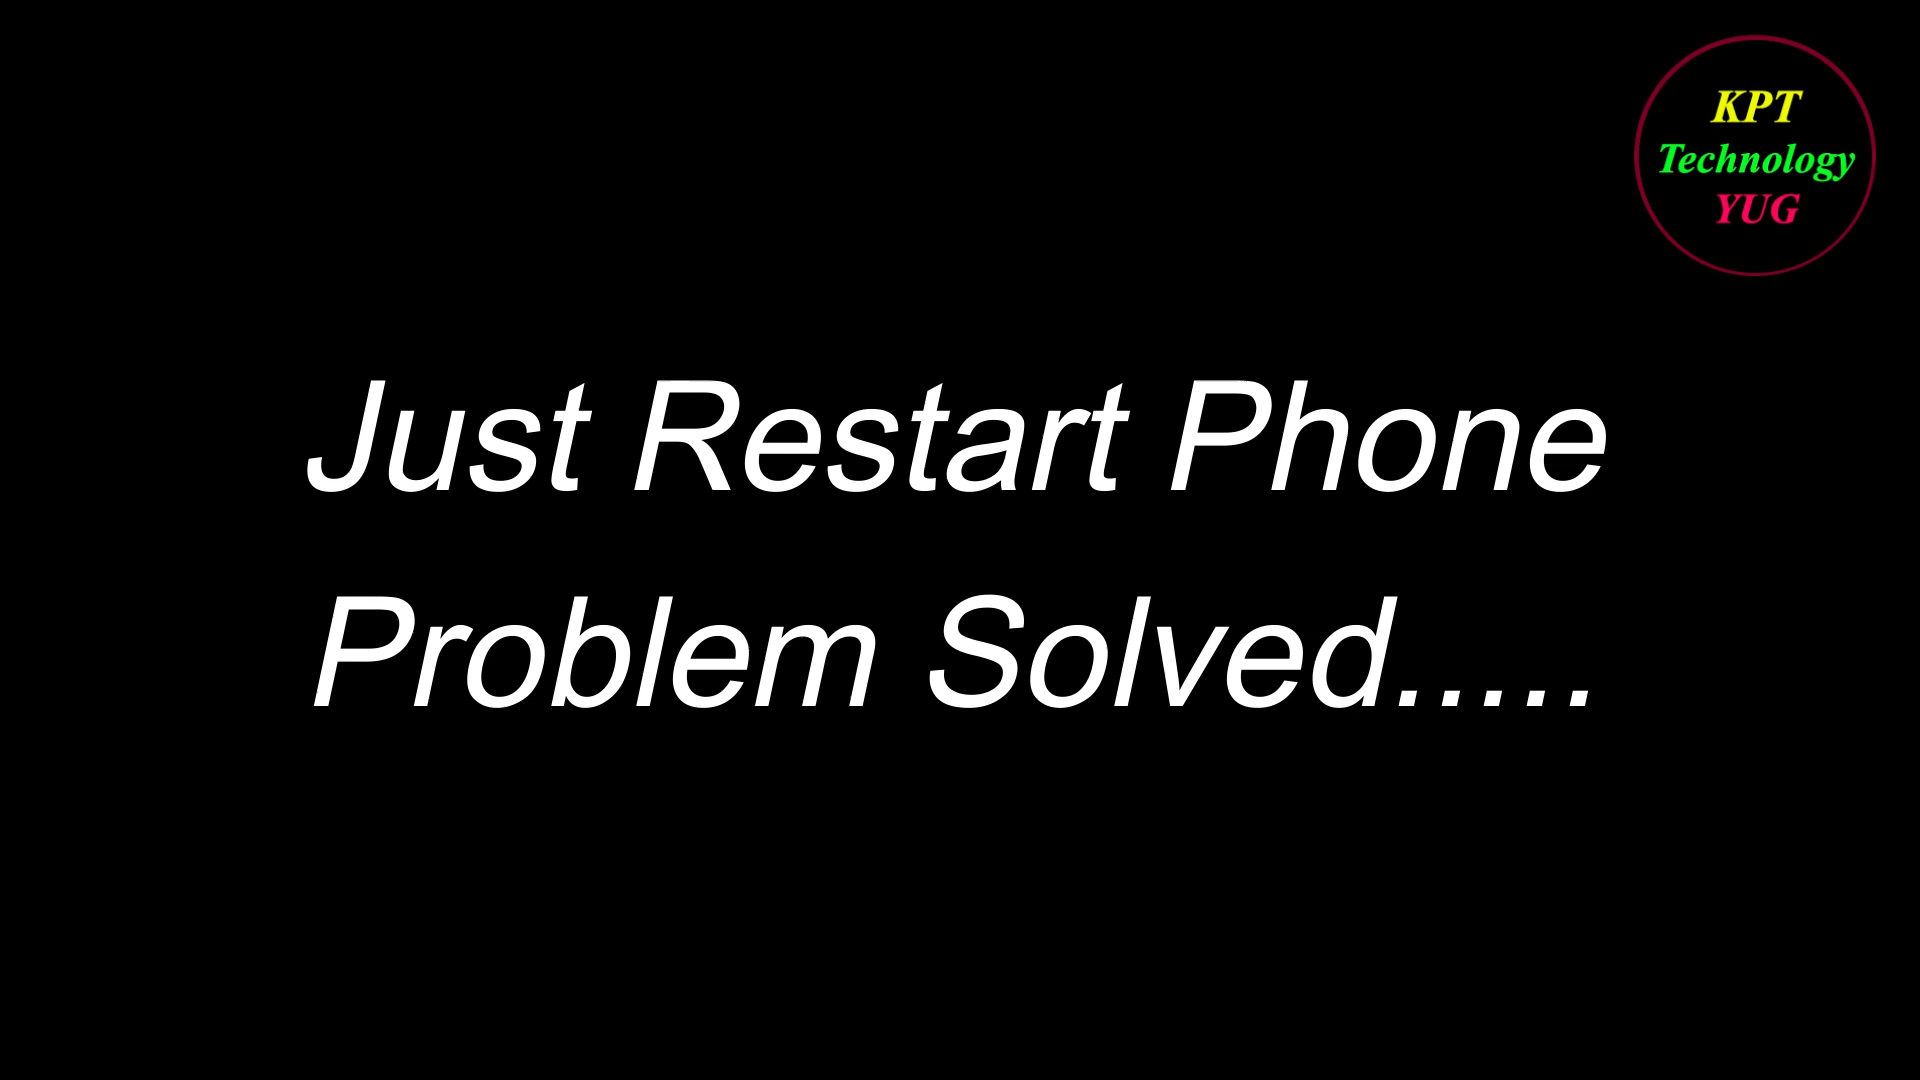 KPT
Technology
YUG
Just Restart Phone
Problem Solved.....